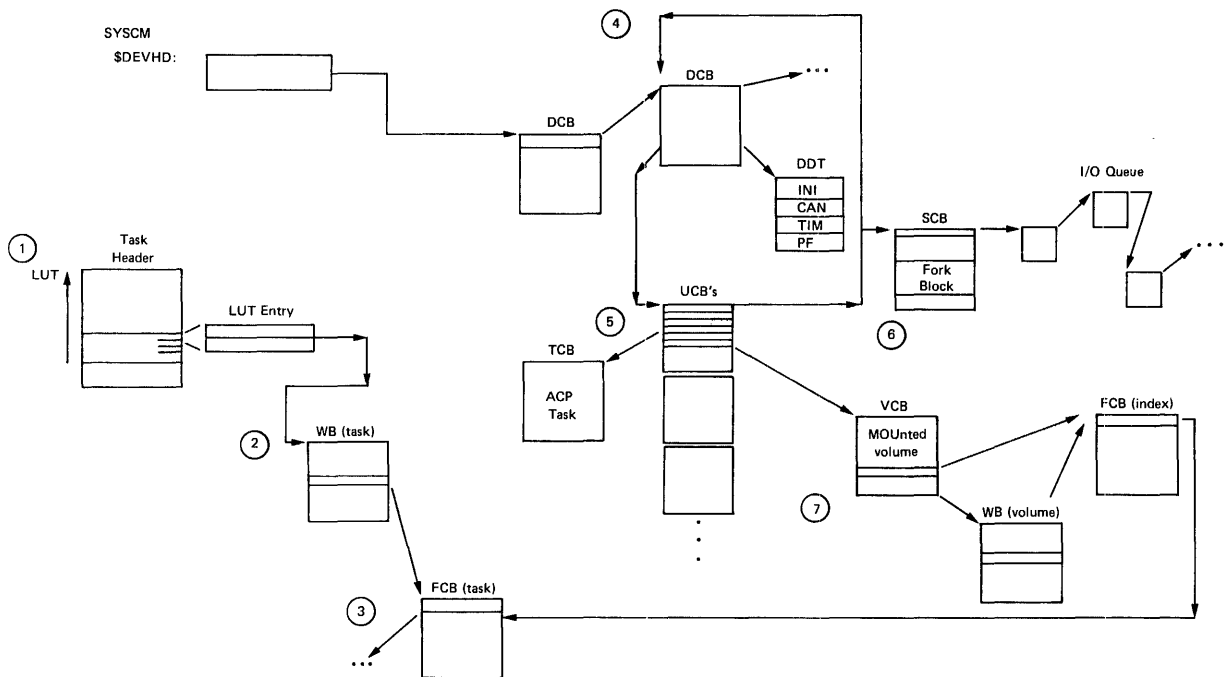 SYSCM
$DEVHD:
4
DCB
• • •
DCB
DDT
INI
CAN
TIM
PF
I/O Queue
SCB
Fork
Block
• • •
1
Task
Header
LUT
LUT Entry
UCB's
5
6
TCB
ACP
Task
VCB
MOUnted
volume
FCB (index)
2
WB (task)
7
WB (volume)
3
FCB (task)
• • •